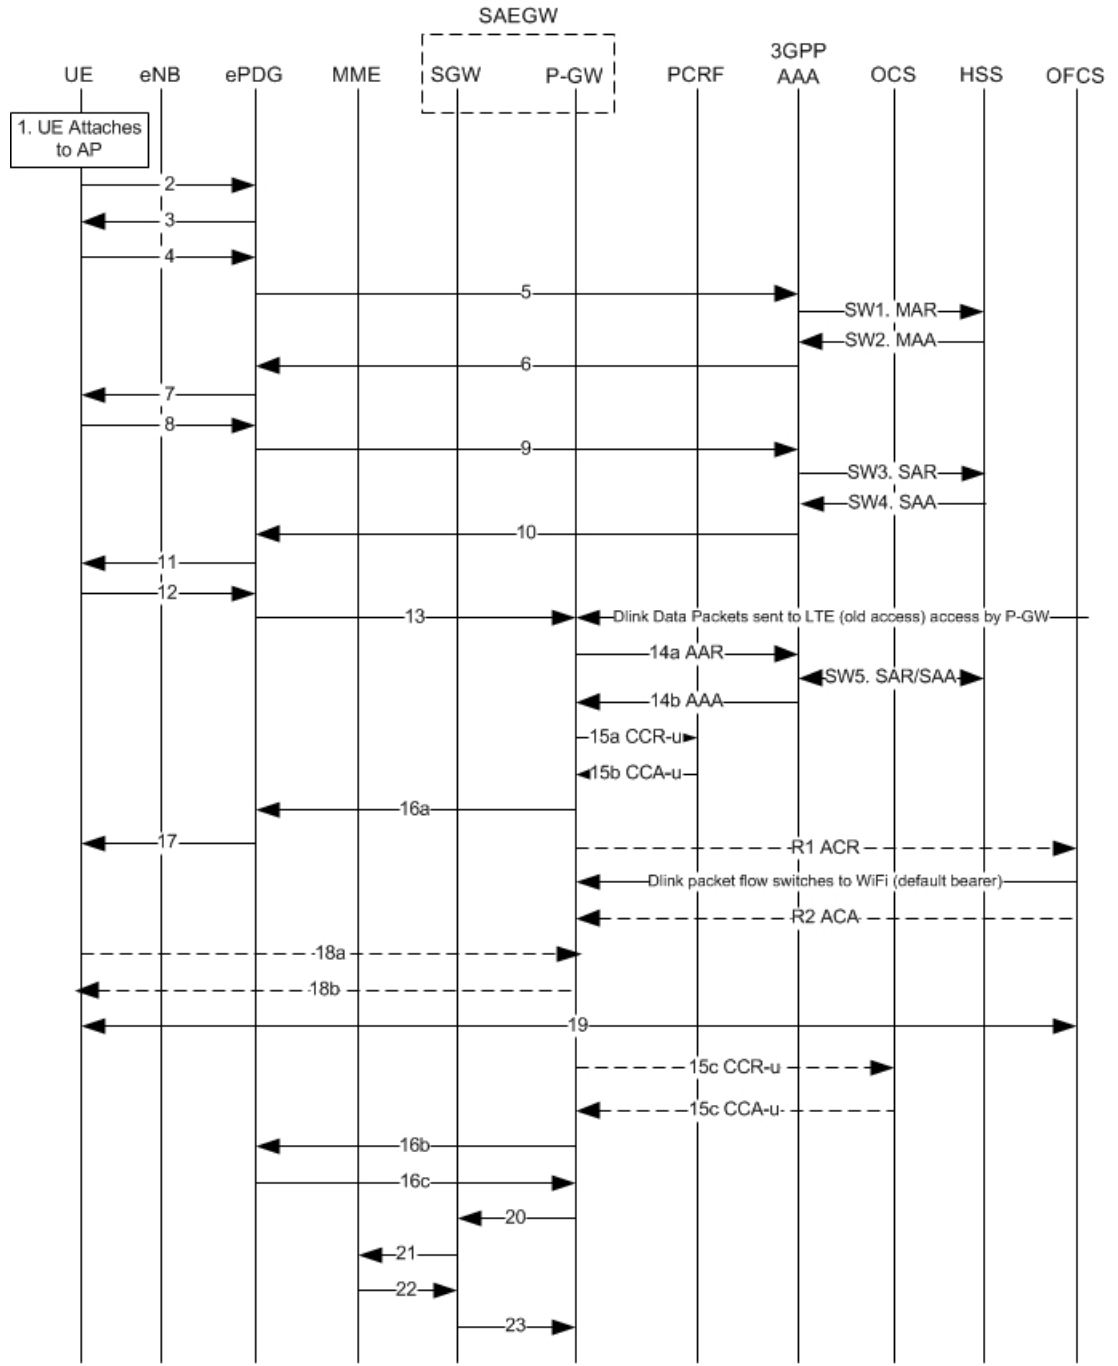 SAEGW
UE eNB ePDG MME SGW P-GW PCRF 3GPP AAA OCS HSS OFCS
1. UE Attaches
to AP
2
3
4
5
SW1. MAR
SW2. MAA
6
7
8
9
SW3. SAR
SW4. SAA
10
11
12
13 Dlink Data Packets sent to LTE (old access) access by P-GW
14a AAR
SW5. SAR/SAA
14b AAA
15a CCR-u
15b CCA-u
16a
17
R1 ACR
Dlink packet flow switches to WiFi (default bearer)
R2 ACA
18a
18b
19
15c CCR-u
15c CCA-u
16b
16c
20
21
22
23